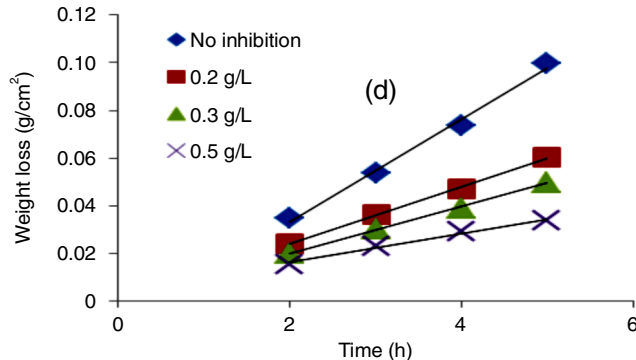 0.12
0.10
0.08
0.06
0.04
0.02
0
Weight loss (g/cm²)
No inhibition
0.2 g/L
0.3 g/L
0.5 g/L
(d)
0 2 4 6
Time (h)